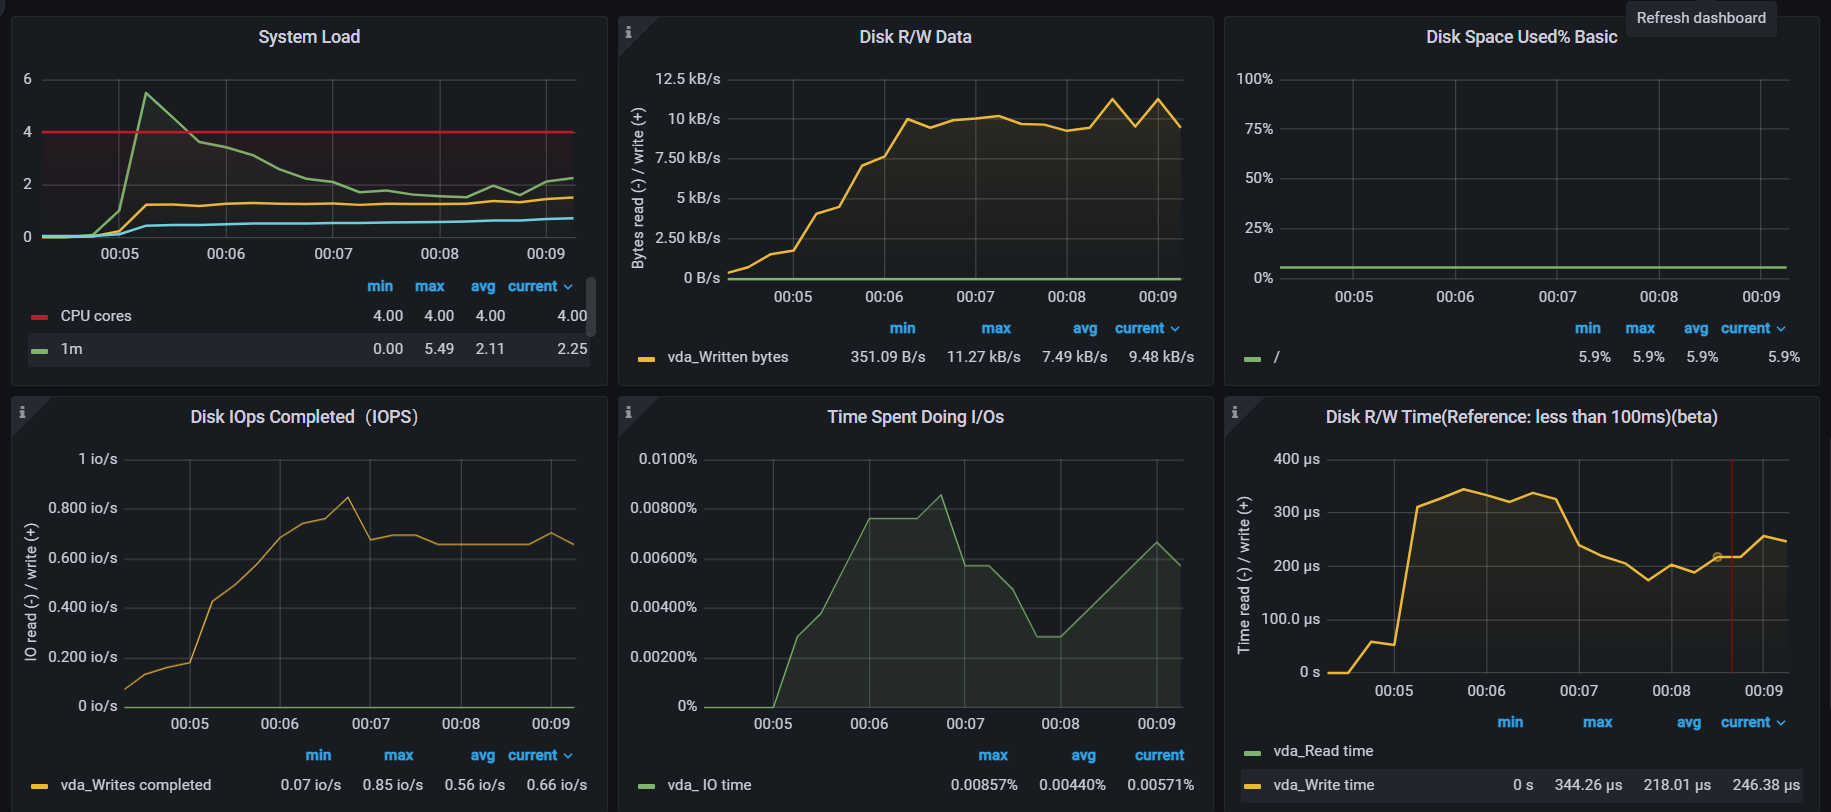 Refresh dashboard
System Load
6
4
2
0
00:05 00:06 00:07 00:08 00:09
min max avg current
CPU cores 4.00 4.00 4.00 4.00
1m 0.00 5.49 2.11 2.25
i
Disk R/W Data
Bytes read (-) / write (+)
12.5 kB/s
10 kB/s
7.50 kB/s
5 kB/s
2.50 kB/s
0 B/s
00:05 00:06 00:07 00:08 00:09
min max avg current
vda_Written bytes 351.09 B/s 11.27 kB/s 7.49 kB/s 9.48 kB/s
Disk Space Used% Basic
100%
75%
50%
25%
0%
00:05 00:06 00:07 00:08 00:09
min max avg current
/ 5.9% 5.9% 5.9% 5.9%
i
Disk IOps Completed（IOPS）
IO read (-) / write (+)
1 io/s
0.800 io/s
0.600 io/s
0.400 io/s
0.200 io/s
0 io/s
00:05 00:06 00:07 00:08 00:09
min max avg current
vda_Writes completed 0.07 io/s 0.85 io/s 0.56 io/s 0.66 io/s
i
Time Spent Doing I/Os
0.0100%
0.00800%
0.00600%
0.00400%
0.00200%
0%
00:05 00:06 00:07 00:08 00:09
max avg current
vda_ IO time 0.00857% 0.00440% 0.00571%
i
Disk R/W Time(Reference: less than 100ms)(beta)
Time read (-) / write (+)
400 µs
300 µs
200 µs
100.0 µs
0 s
00:05 00:06 00:07 00:08 00:09
min max avg current
vda_Read time
vda_Write time 0 s 344.26 µs 218.01 µs 246.38 µs